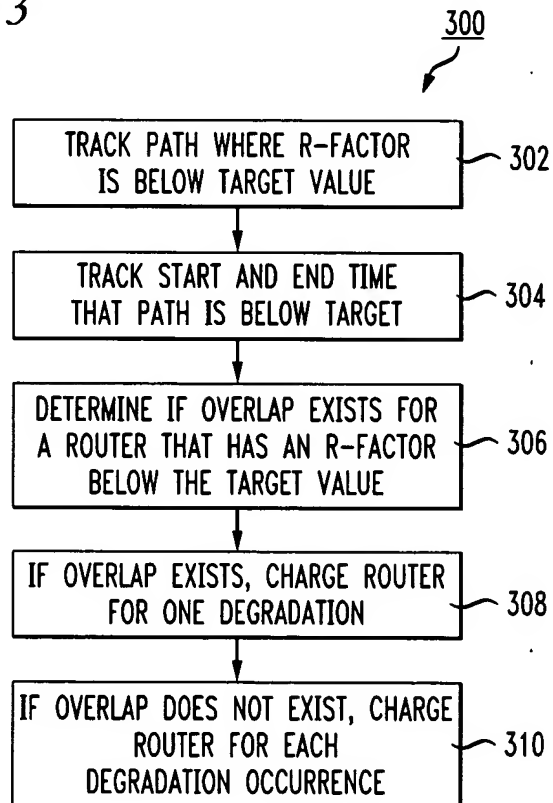 3
300
TRACK PATH WHERE R-FACTOR
IS BELOW TARGET VALUE
302
TRACK START AND END TIME
THAT PATH IS BELOW TARGET
304
DETERMINE IF OVERLAP EXISTS FOR
A ROUTER THAT HAS AN R-FACTOR
BELOW THE TARGET VALUE
306
IF OVERLAP EXISTS, CHARGE ROUTER
FOR ONE DEGRADATION
308
IF OVERLAP DOES NOT EXIST, CHARGE
ROUTER FOR EACH
DEGRADATION OCCURRENCE
310